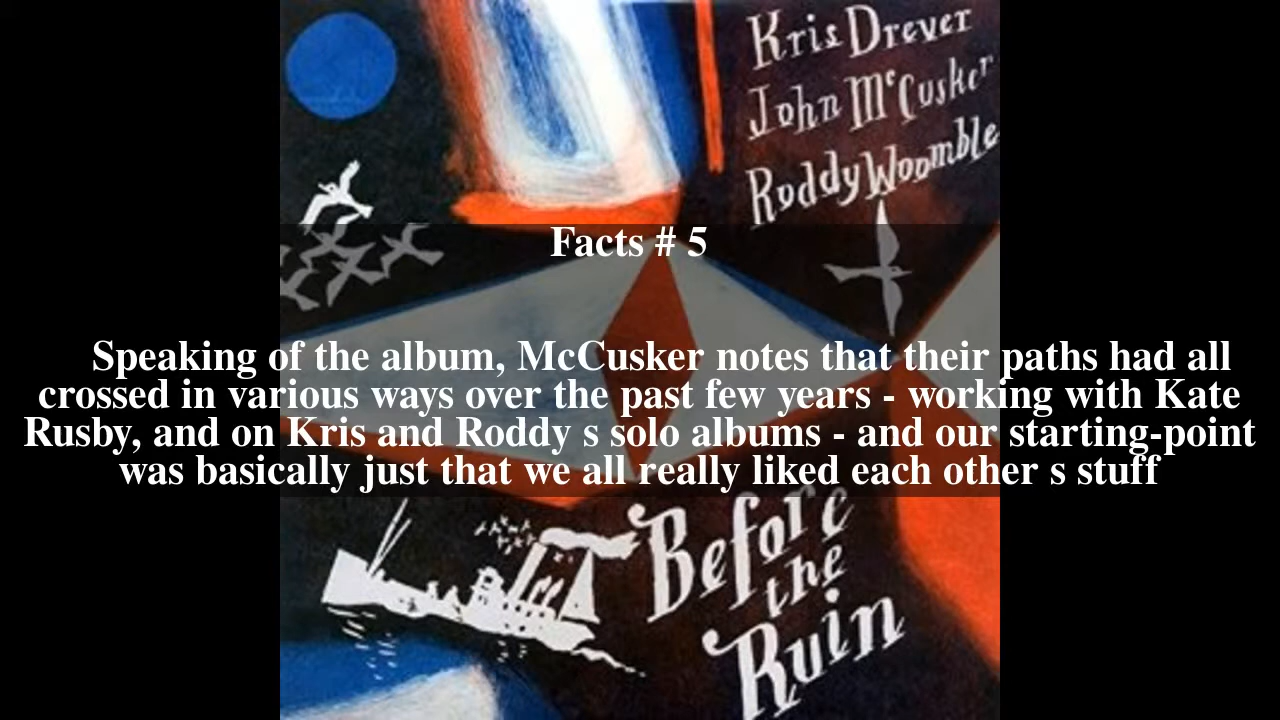 Kris Drever
John McCusker
Roddy Woomble
Facts # 5
Speaking of the album, McCusker notes that their paths had all
crossed in various ways over the past few years - working with Kate
Rusby, and on Kris and Roddy s solo albums - and our starting-point
was basically just that we all really liked each other s stuff
Before
the
Ruin